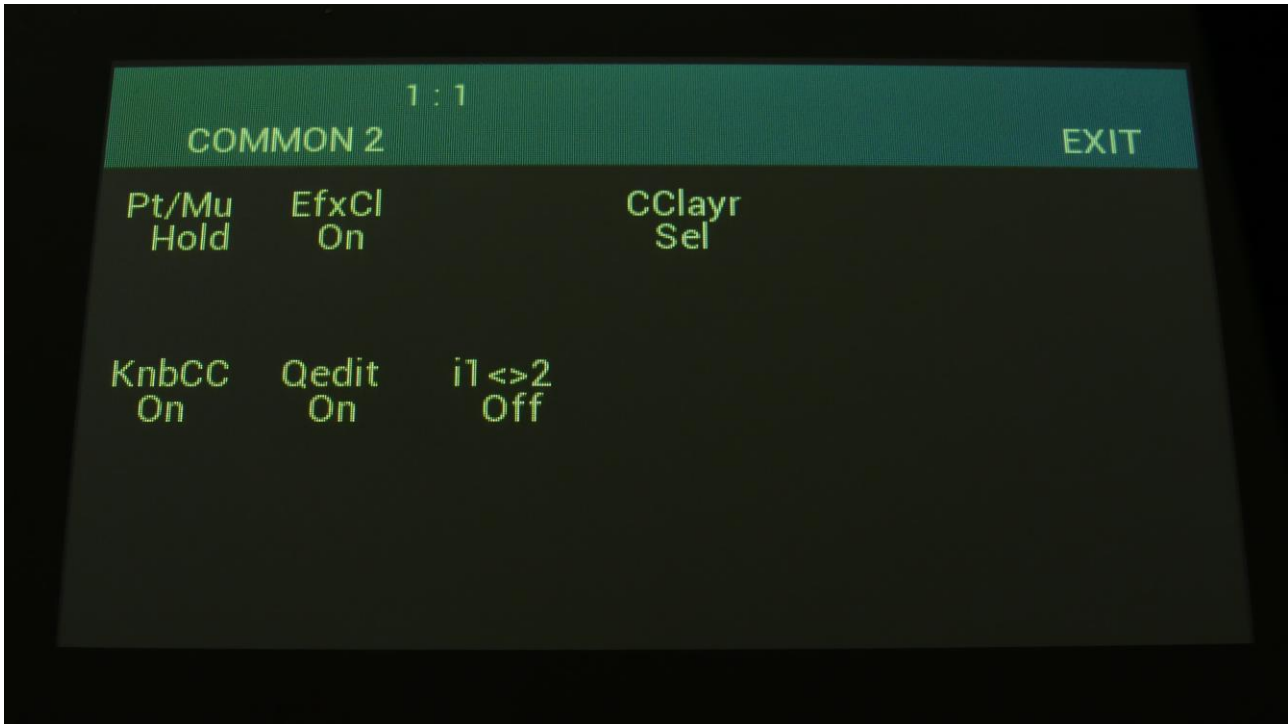 1 : 1
COMMON 2 EXIT
Pt/Mu EfxCl CClayr
Hold On Sel
KnbCC Qedit i1<>2
On On Off